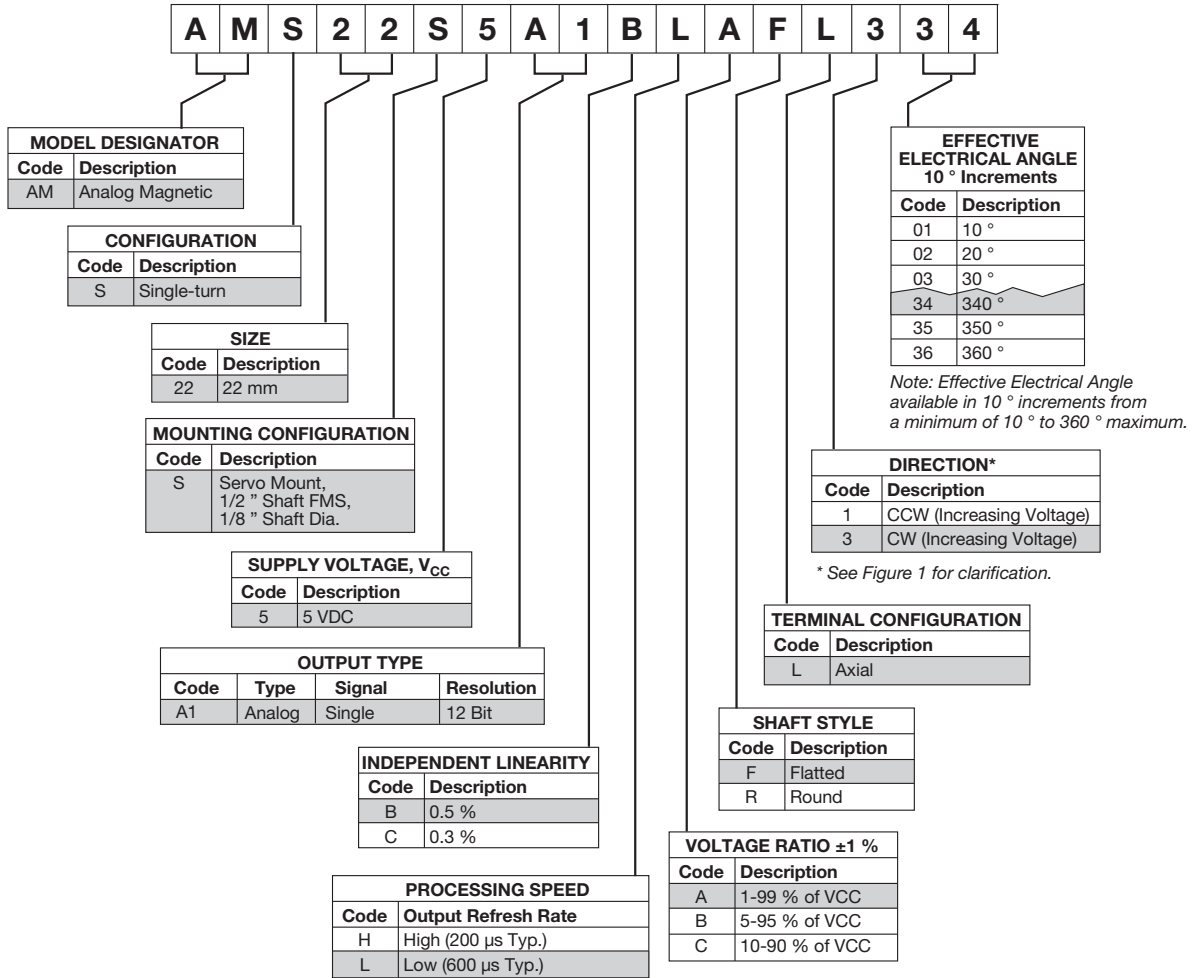 A M S 2 2 S 5 A 1 B L A F L 3 3 4
MODEL DESIGNATOR
Code Description
AM Analog Magnetic
CONFIGURATION
Code Description
S Single-turn
SIZE
Code Description
22 22 mm
MOUNTING CONFIGURATION
Code Description
S Servo Mount,
1/2 ” Shaft FMS,
1/8 ” Shaft Dia.
SUPPLY VOLTAGE, VCC
Code Description
5 5 VDC
OUTPUT TYPE
Code Type Signal Resolution
A1 Analog Single 12 Bit
INDEPENDENT LINEARITY
Code Description
B 0.5 %
C 0.3 %
PROCESSING SPEED
Code Output Refresh Rate
H High (200 µs Typ.)
L Low (600 µs Typ.)
VOLTAGE RATIO ±1 %
Code Description
A 1-99 % of VCC
B 5-95 % of VCC
C 10-90 % of VCC
SHAFT STYLE
Code Description
F Flatted
R Round
TERMINAL CONFIGURATION
Code Description
L Axial
DIRECTION*
Code Description
1 CCW (Increasing Voltage)
3 CW (Increasing Voltage)
* See Figure 1 for clarification.
EFFECTIVE
ELECTRICAL ANGLE
10 ° Increments
Code Description
01 10 °
02 20 °
03 30 °
34 340 °
35 350 °
36 360 °
Note: Effective Electrical Angle
available in 10 ° increments from
a minimum of 10 ° to 360 ° maximum.